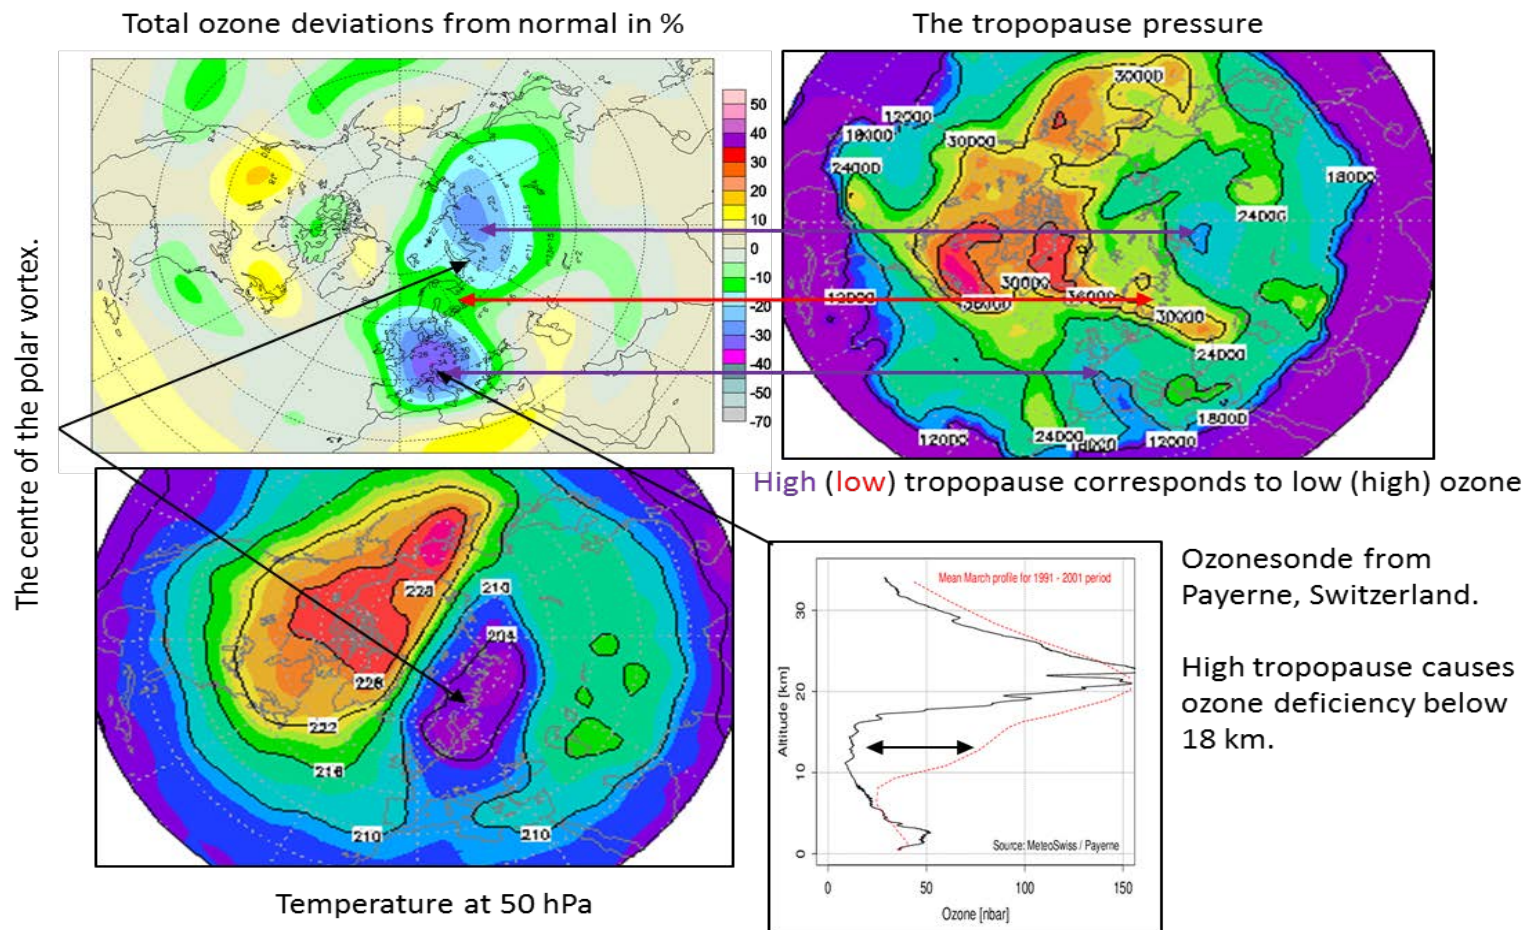 Total ozone deviations from normal in %
The tropopause pressure
The centre of the polar vortex.
50
40
30
20
10
0
-10
-20
-30
-40
-50
-70
30000
12000
18000
30000
24000
18000
24000
12000
30000
36000
36000
30000
24000
18000
12000
24000
18000
12000
High (low) tropopause corresponds to low (high) ozone
228
210
204
228
222
216
210
210
Temperature at 50 hPa
Mean March profile for 1991 - 2001 period
Altitude [km]
30
20
10
0
Source: MeteoSwiss / Payerne
0 50 100 150
Ozone [nbar]
Ozonesonde from
Payerne, Switzerland.
High tropopause causes
ozone deficiency below
18 km.